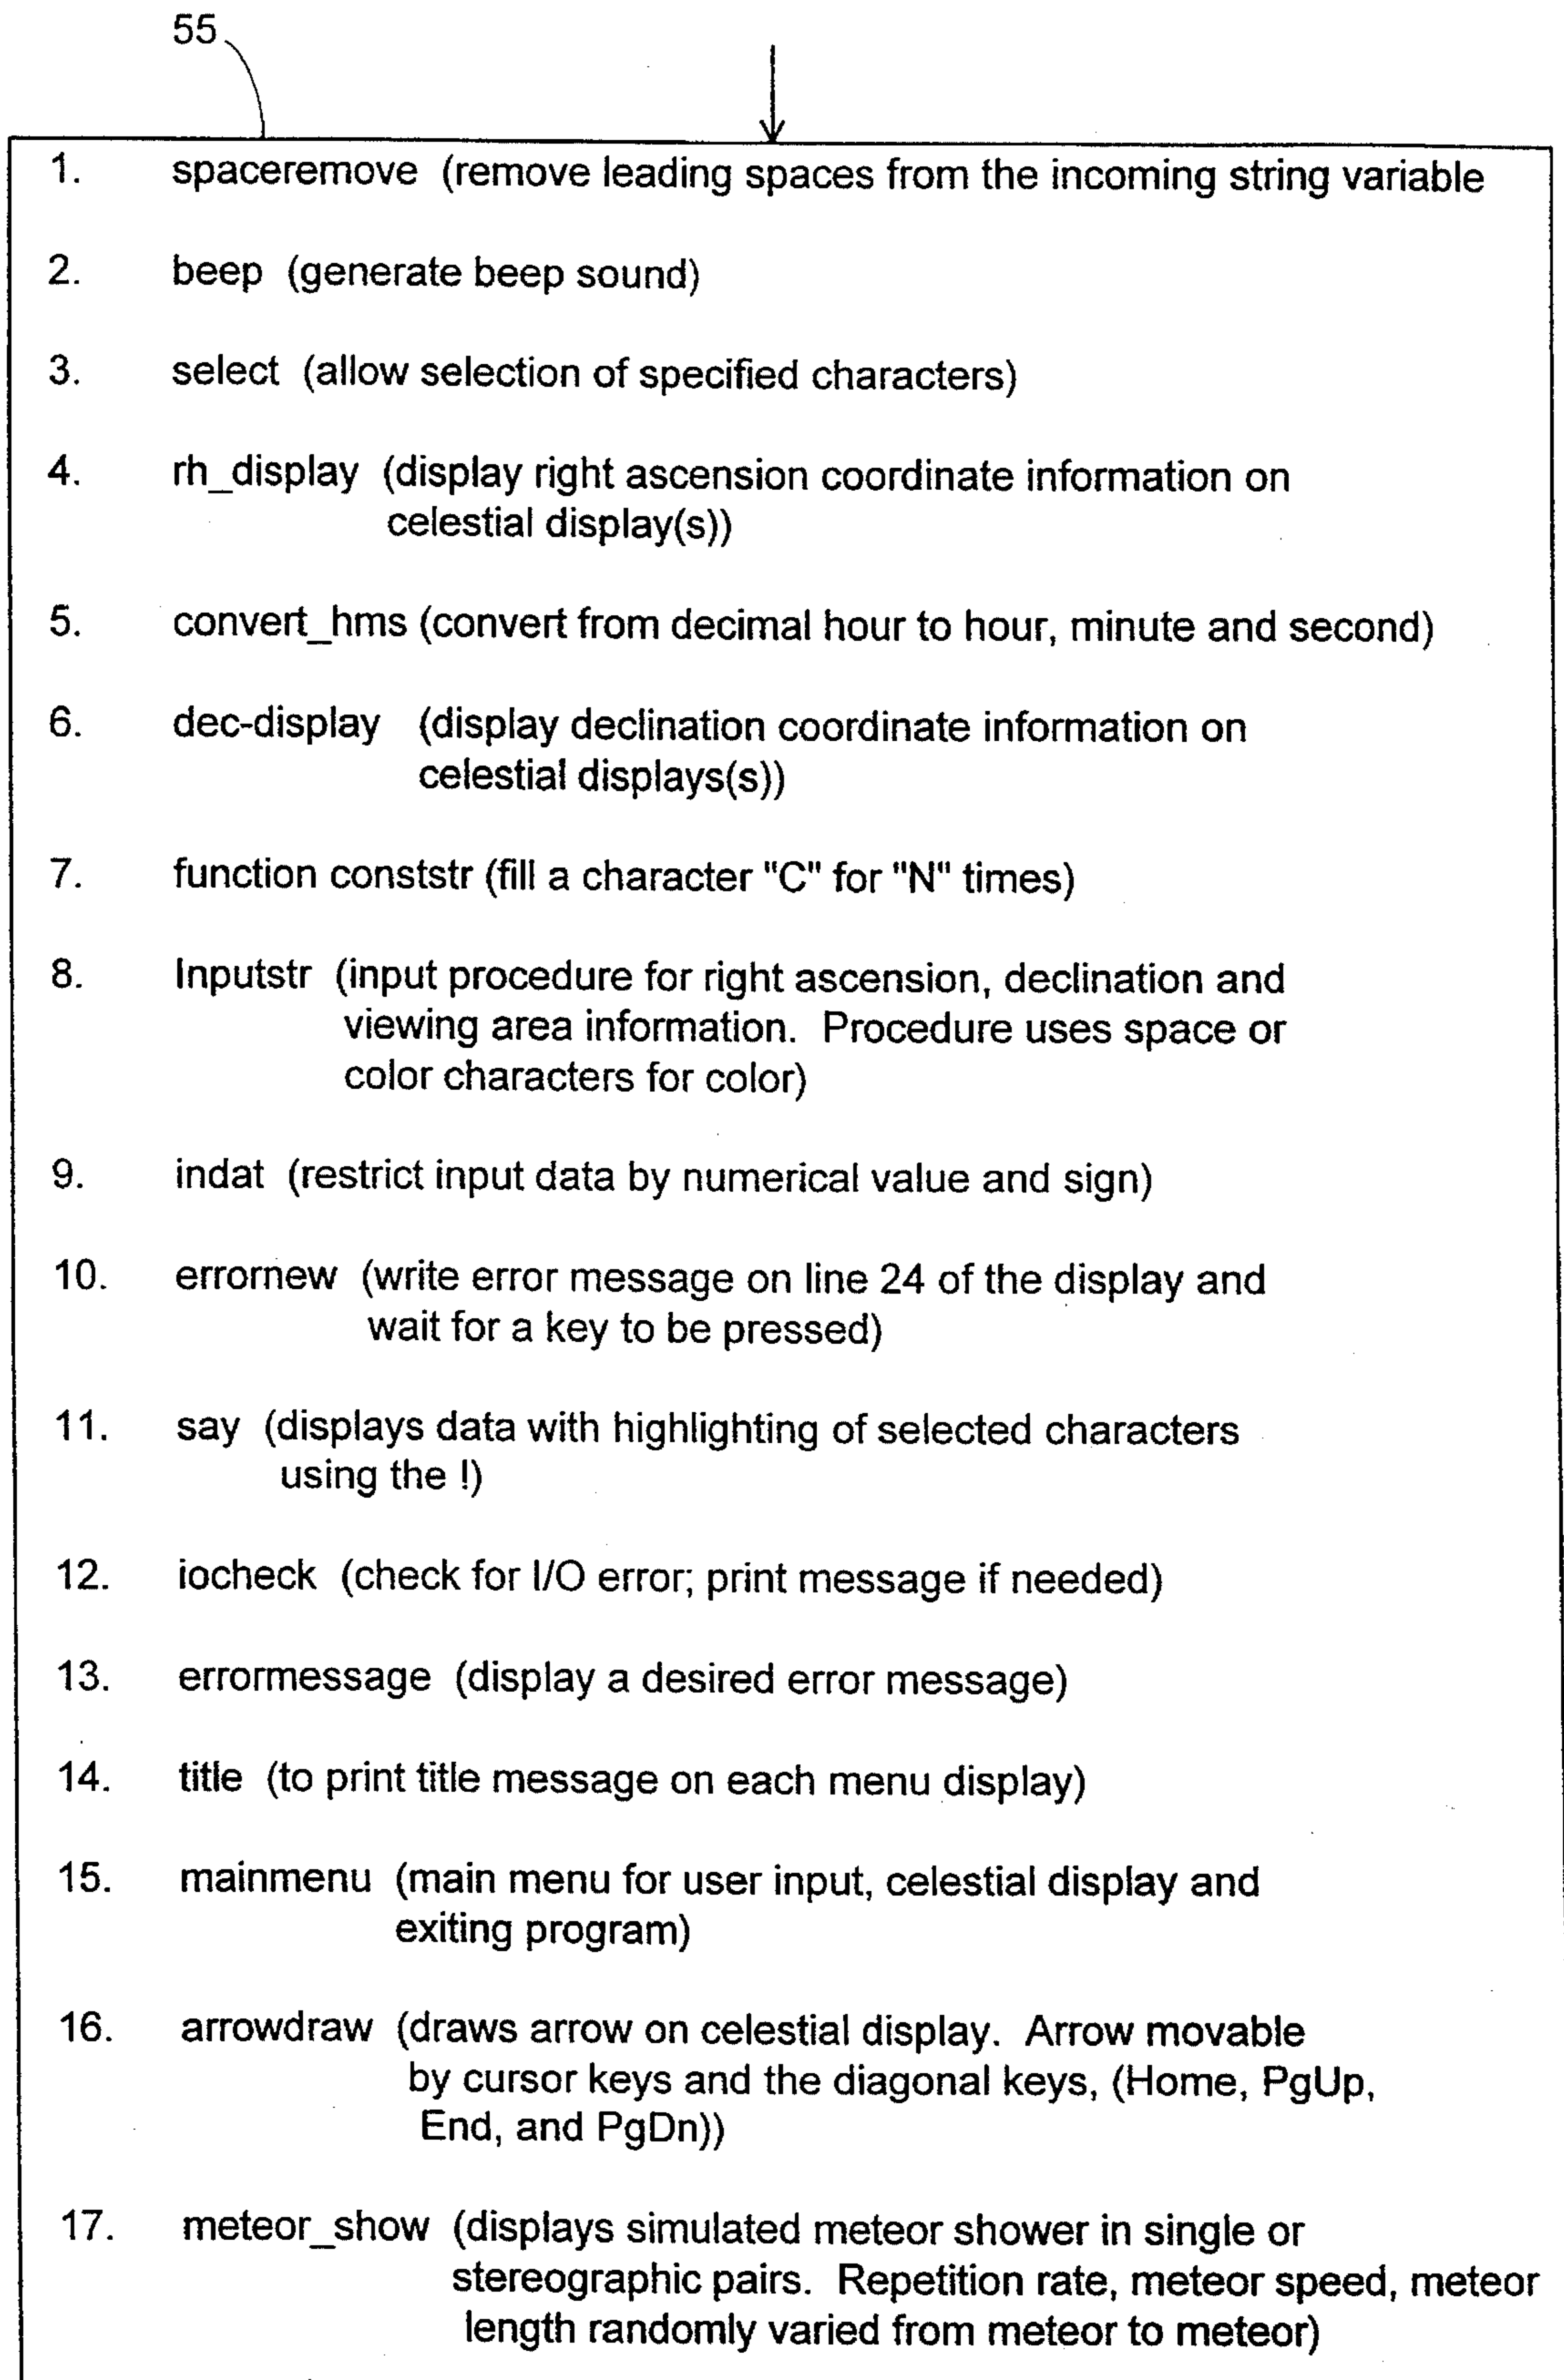 55
1. spaceremove (remove leading spaces from the incoming string variable
2. beep (generate beep sound)
3. select (allow selection of specified characters)
4. rh_display (display right ascension coordinate information on
celestial display(s))
5. convert_hms (convert from decimal hour to hour, minute and second)
6. dec-display (display declination coordinate information on
celestial displays(s))
7. function conststr (fill a character "C" for "N" times)
8. Inputstr (input procedure for right ascension, declination and
viewing area information. Procedure uses space or
color characters for color)
9. indat (restrict input data by numerical value and sign)
10. errornew (write error message on line 24 of the display and
wait for a key to be pressed)
11. say (displays data with highlighting of selected characters
using the !)
12. iocheck (check for I/O error; print message if needed)
13. errormessage (display a desired error message)
14. title (to print title message on each menu display)
15. mainmenu (main menu for user input, celestial display and
exiting program)
16. arrowdraw (draws arrow on celestial display. Arrow movable
by cursor keys and the diagonal keys, (Home, PgUp,
End, and PgDn))
17. meteor_show (displays simulated meteor shower in single or
stereographic pairs. Repetition rate, meteor speed, meteor
length randomly varied from meteor to meteor)